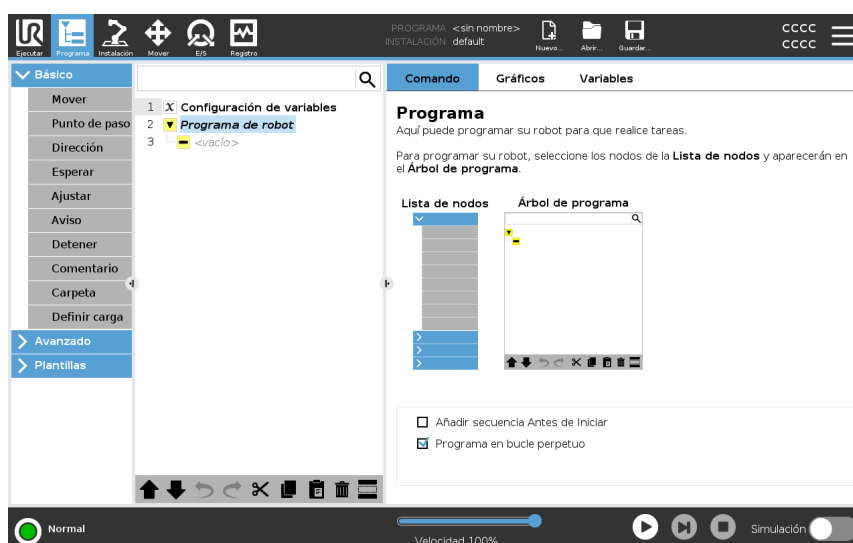 UR
Ejecutar
Programa
Instalación
Mover
E/S
Registro
PROGRAMA <sin nombre>
INSTALACIÓN default
Nuevo...
Abrir...
Guardar...
CCCC
CCCC
Básico
Mover
Punto de paso
Dirección
Esperar
Ajustar
Aviso
Detener
Comentario
Carpeta
Definir carga
Avanzado
Plantillas
1 X Configuración de variables
2 Programa de robot
3 <vacío>
Comando Gráficos Variables
Programa
Aquí puede programar su robot para que realice tareas.
Para programar su robot, seleccione los nodos de la Lista de nodos y aparecerán en
el Árbol de programa.
Lista de nodos Árbol de programa
Añadir secuencia Antes de Iniciar
Programa en bucle perpetuo
Normal
Velocidad 100%
Simulación